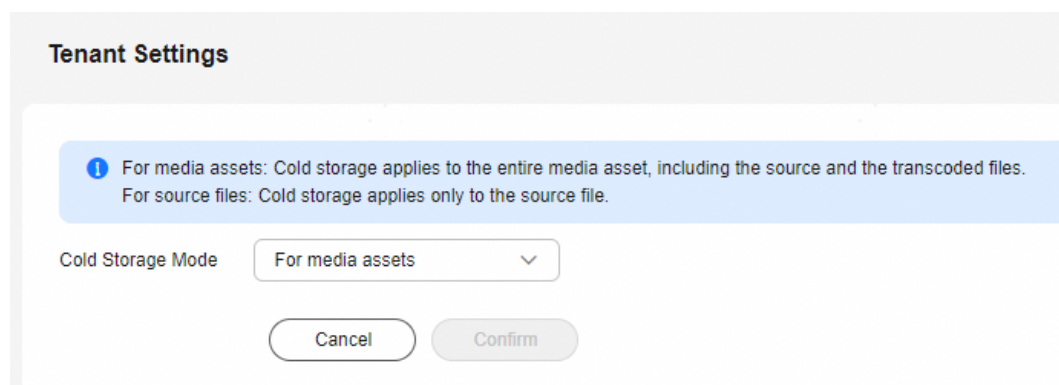 Tenant Settings
For media assets: Cold storage applies to the entire media asset, including the source and the transcoded files.
For source files: Cold storage applies only to the source file.
Cold Storage Mode For media assets
Cancel Confirm